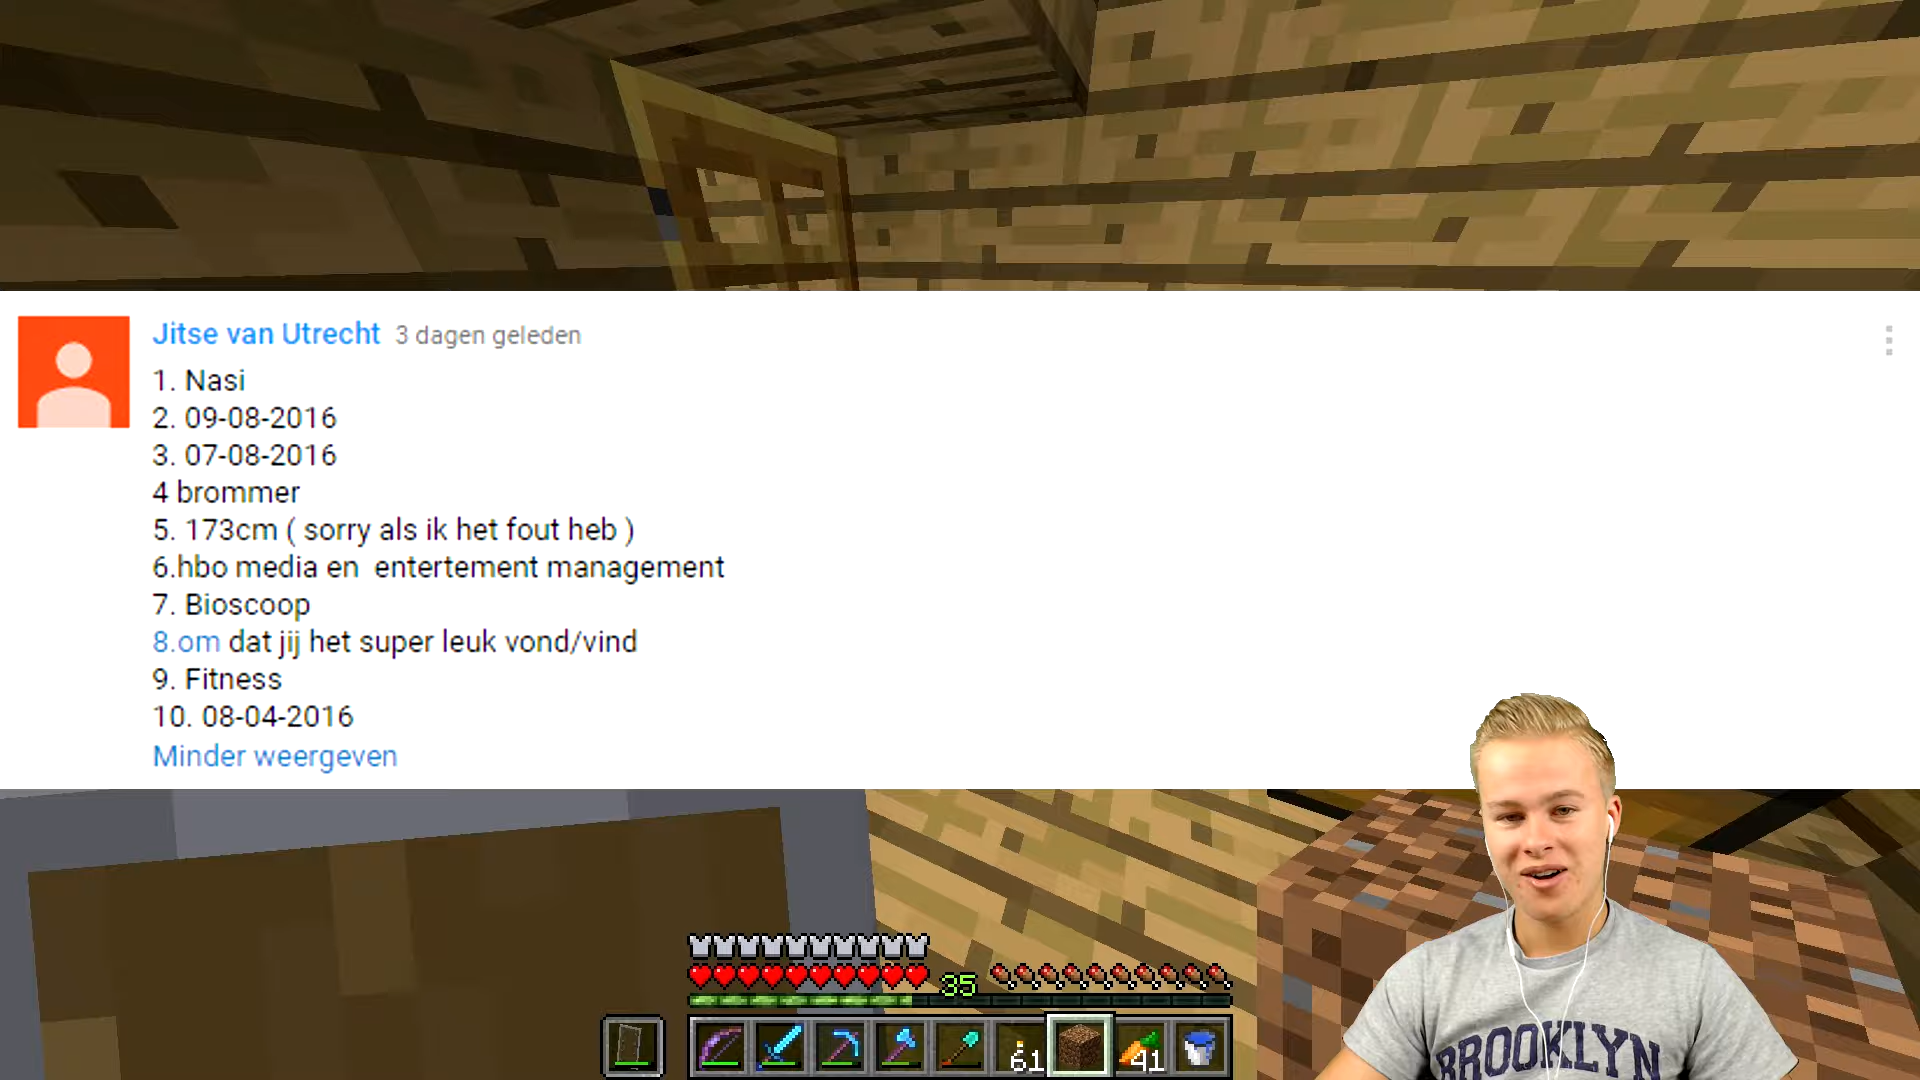 Jitse van Utrecht 3 dagen geleden
1. Nasi
2. 09-08-2016
3. 07-08-2016
4 brommer
5. 173cm ( sorry als ik het fout heb )
6.hbo media en  entertement management
7. Bioscoop
8.om dat jij het super leuk vond/vind
9. Fitness
10. 08-04-2016
Minder weergeven
35
61
41
BROOKLYN